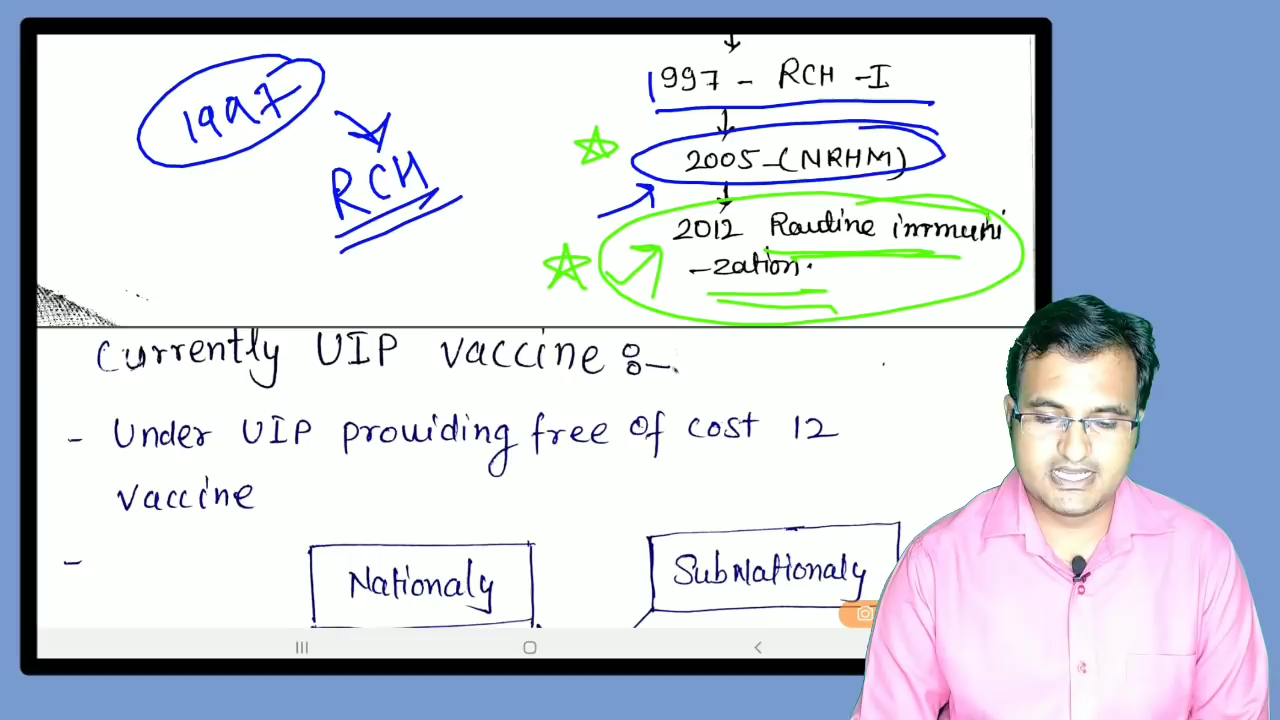 1997
RCH
1997 - RCH - I
2005 - (NRHM)
2012 Routine immuni
-zation.
Currently UIP vaccine :-
- Under UIP providing free of cost 12
vaccine
-
Nationaly
SubNationaly